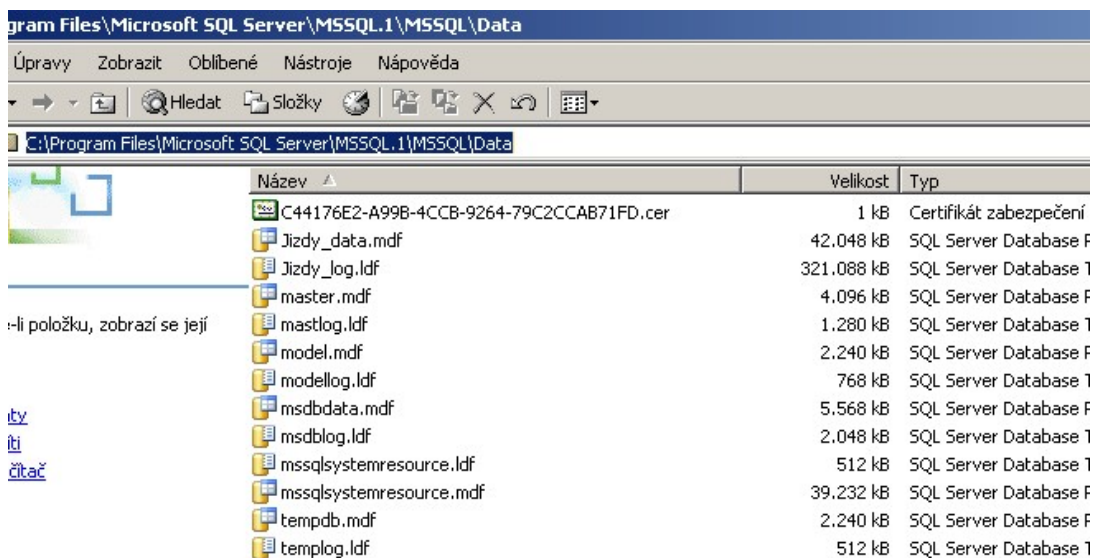 gram Files\Microsoft SQL Server\MSSQL.1\MSSQL\Data
Úpravy Zobrazit Oblíbené Nástroje Nápověda
Hledat Složky
C:\Program Files\Microsoft SQL Server\MSSQL.1\MSSQL\Data
Název Velikost Typ
C44176E2-A99B-4CCB-9264-79C2CCAB71FD.cer 1 kB Certifikát zabezpečení
Jizdy_data.mdf 42.048 kB SQL Server Database F
Jizdy_log.ldf 321.088 kB SQL Server Database T
master.mdf 4.096 kB SQL Server Database F
e-li položku, zobrazí se její mastlog.ldf 1.280 kB SQL Server Database T
model.mdf 2.240 kB SQL Server Database F
modellog.ldf 768 kB SQL Server Database T
nty msdbdata.mdf 5.568 kB SQL Server Database F
íti msdblog.ldf 2.048 kB SQL Server Database T
čítač mssqlsystemresource.ldf 512 kB SQL Server Database T
mssqlsystemresource.mdf 39.232 kB SQL Server Database F
tempdb.mdf 2.240 kB SQL Server Database F
templog.ldf 512 kB SQL Server Database T